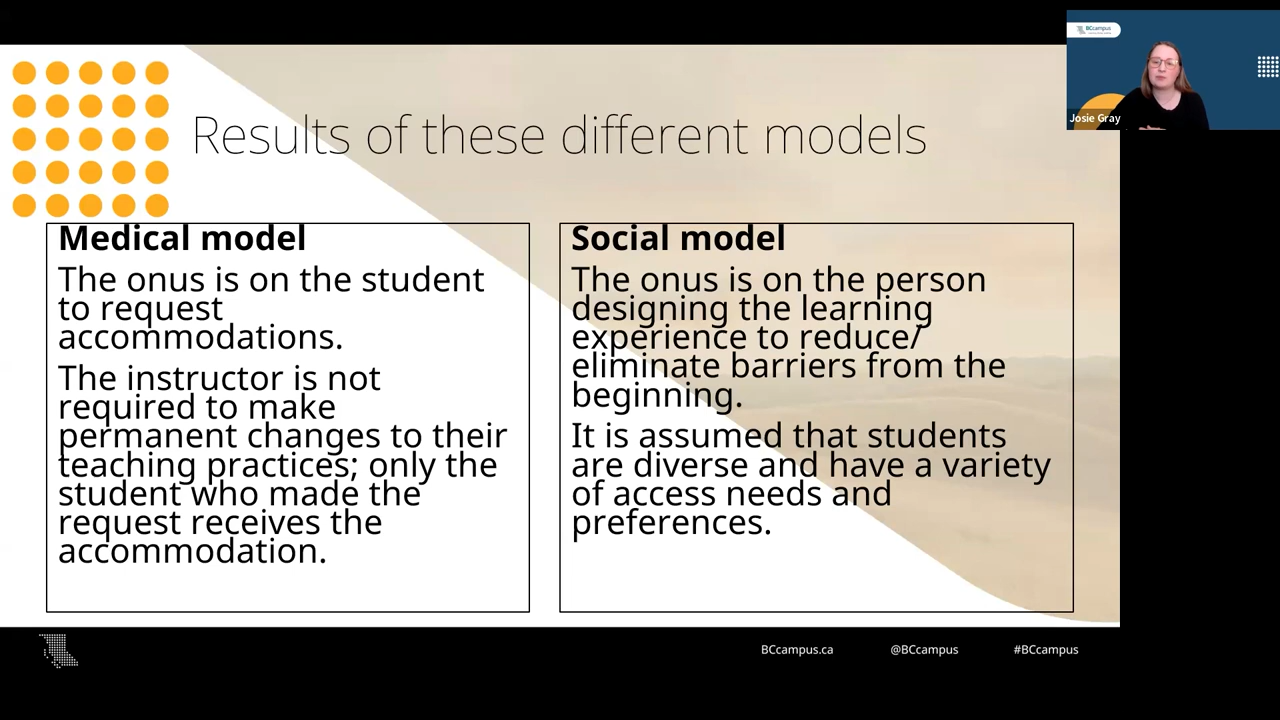 BCcampus
Josie Gray
Results of these different models
Medical model
The onus is on the student
to request
accommodations.
The instructor is not
required to make
permanent changes to their
teaching practices; only the
student who made the
request receives the
accommodation.
Social model
The onus is on the person
designing the learning
experience to reduce/
eliminate barriers from the
beginning.
It is assumed that students
are diverse and have a variety
of access needs and
preferences.
BCcampus.ca
@BCcampus
#BCcampus